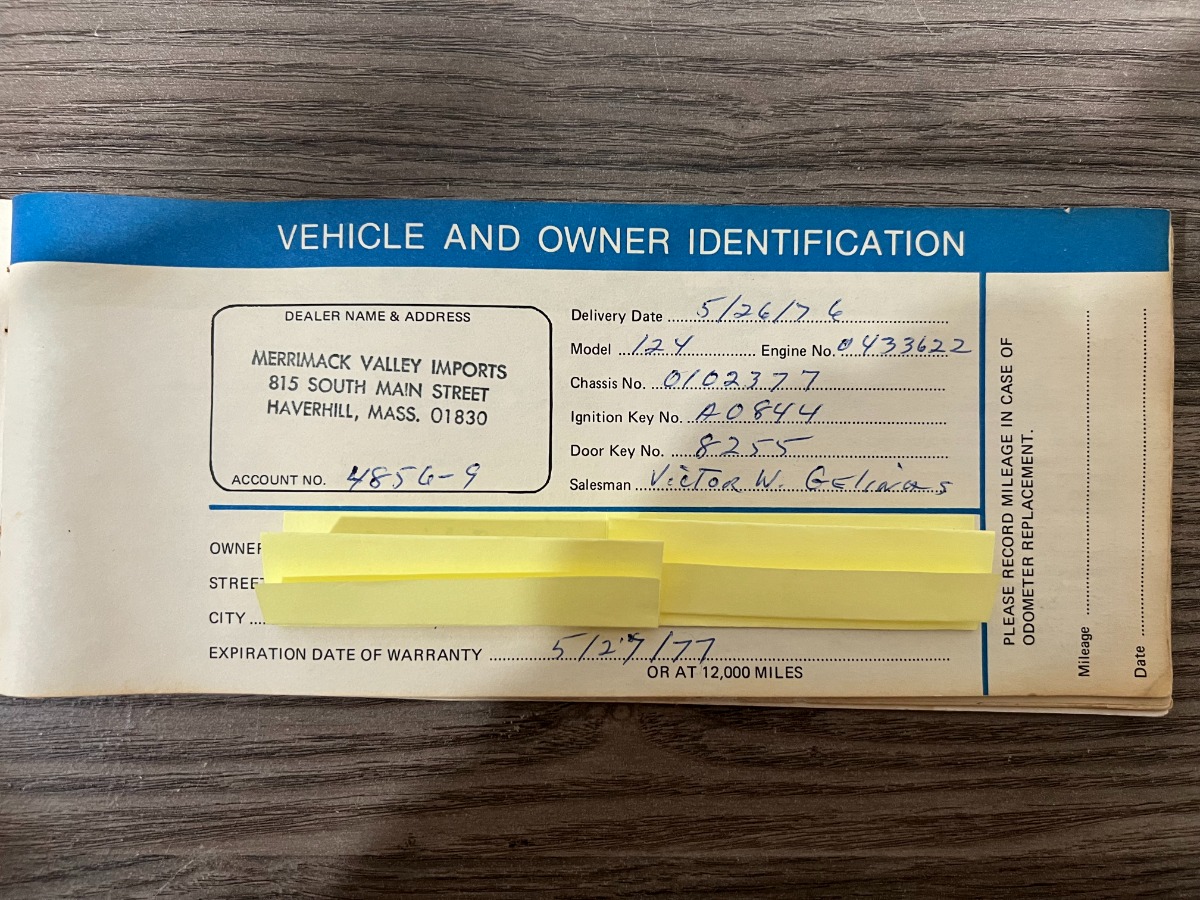 VEHICLE AND OWNER IDENTIFICATION
DEALER NAME & ADDRESS
MERRIMACK VALLEY IMPORTS
815 SOUTH MAIN STREET
HAVERHILL, MASS. 01830
ACCOUNT NO. 4856-9
Delivery Date 5/26/76
Model 124 Engine No. 0433622
Chassis No. 0102377
Ignition Key No. A0844
Door Key No. 8255
Salesman Victor W. Gelinas
OWNER
STREET
CITY
EXPIRATION DATE OF WARRANTY 5/27/77
OR AT 12,000 MILES
PLEASE RECORD MILEAGE IN CASE OF
ODOMETER REPLACEMENT.
Mileage
Date